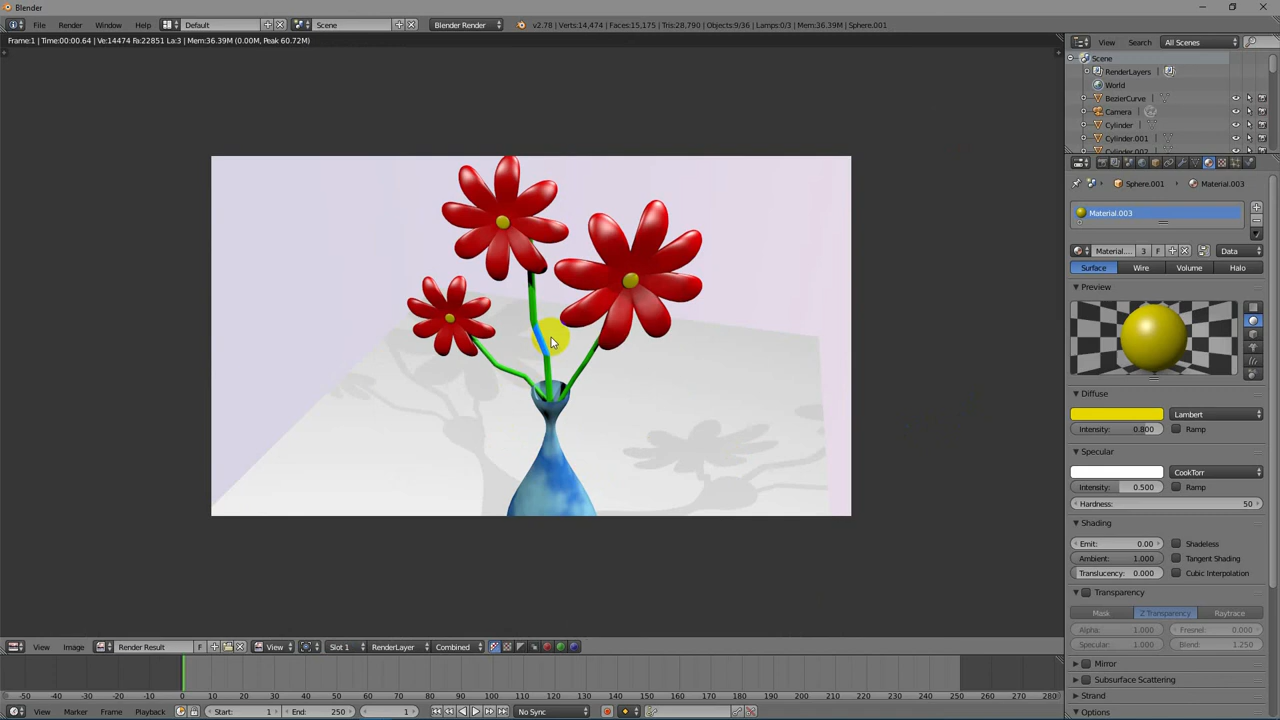 Blender
File Render Window Help Default Scene Blender Render v2.78 | Verts:14,474 | Faces:15,175 | Tris:28,790 | Objects:9/36 | Lamps:0/3 | Mem:36.39M | Sphere.001
Frame:1 | Time:00:00.64 | Ve:14474 Fa:22851 La:3 | Mem:36.39M (0.00M, Peak 60.72M)
View Search All Scenes
Scene
RenderLayers
World
BezierCurve
Camera
Cylinder
Cylinder.001
Cylinder.002
Sphere.001 Material.003
Material.003
Material.... 3 F Data
Surface Wire Volume Halo
Preview
Diffuse
Lambert
Intensity: 0.800 Ramp
Specular
CookTorr
Intensity: 0.500 Ramp
Hardness: 50
Shading
Emit: 0.00 Shadeless
Ambient: 1.000 Tangent Shading
Translucency: 0.000 Cubic Interpolation
Transparency
Mask Z Transparency Raytrace
Alpha: 1.000 Fresnel: 0.000
Specular: 1.000 Blend: 1.250
Mirror
Subsurface Scattering
Strand
Options
View Image Render Result F View Slot 1 RenderLayer Combined
-50 -40 -30 -20 -10 0 10 20 30 40 50 60 70 80 90 100 110 120 130 140 150 160 170 180 190 200 210 220 230 240 250 260 270 280
View Marker Frame Playback Start: 1 End: 250 1 No Sync